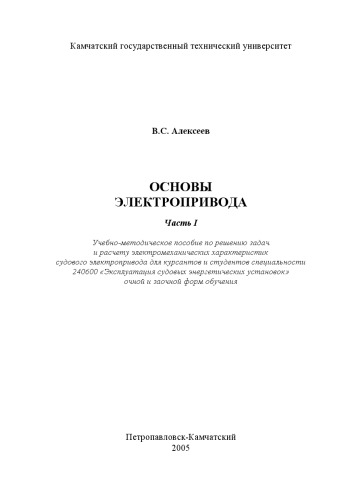 Камчатский государственный технический университет
В.С. Алексеев
ОСНОВЫ
ЭЛЕКТРОПРИВОДА
Часть I
Учебно-методическое пособие по решению задач
и расчету электромеханических характеристик
судового электропривода для курсантов и студентов специальности
240600 «Эксплуатация судовых энергетических установок»
очной и заочной форм обучения
Петропавловск-Камчатский
2005